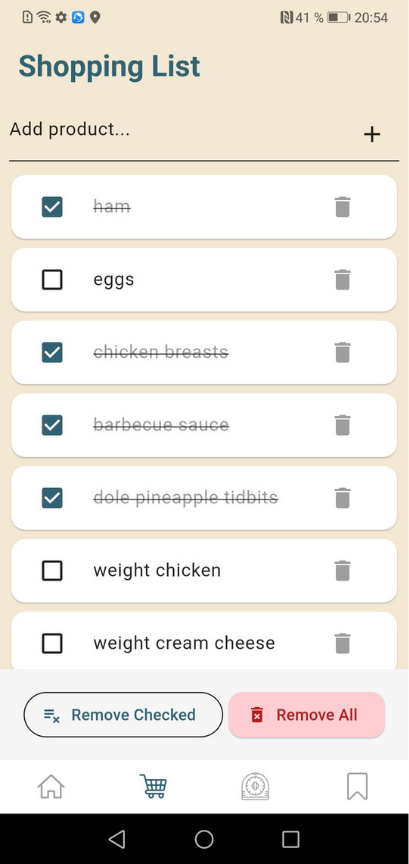 41 % 20:54
Shopping List
Add product...
ham
eggs
chicken breasts
barbecue sauce
dole pineapple tidbits
weight chicken
weight cream cheese
Remove Checked Remove All